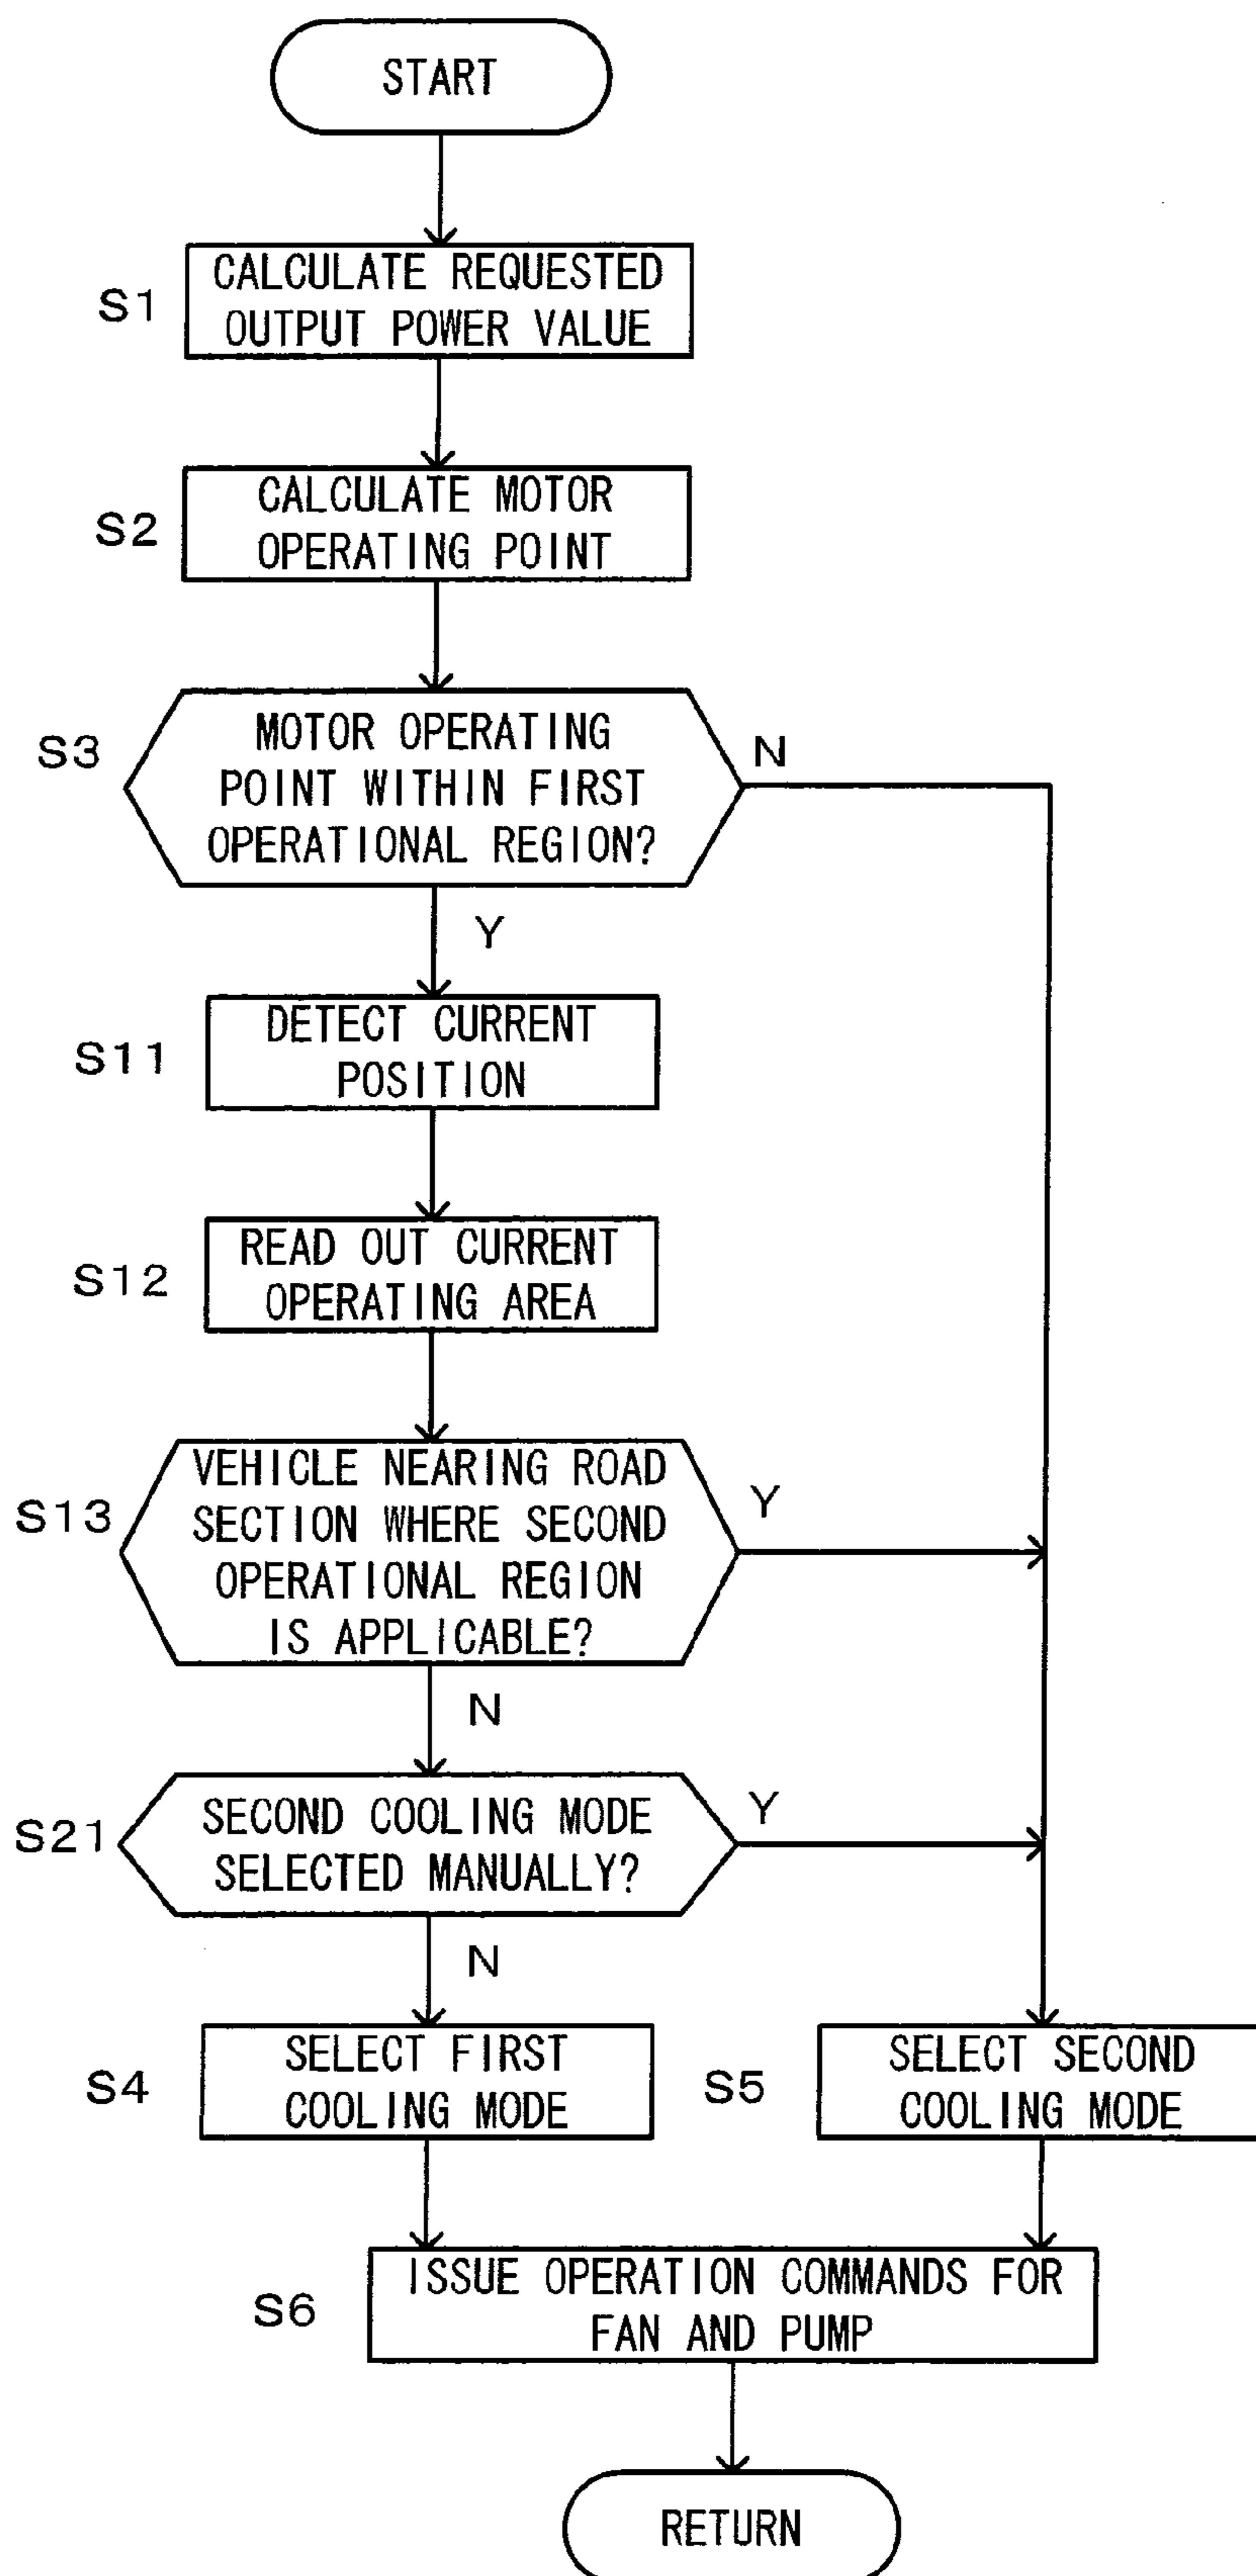 START
S1
CALCULATE REQUESTED
OUTPUT POWER VALUE
S2
CALCULATE MOTOR
OPERATING POINT
S3
MOTOR OPERATING
POINT WITHIN FIRST
OPERATIONAL REGION?
N
Y
S11
DETECT CURRENT
POSITION
S12
READ OUT CURRENT
OPERATING AREA
S13
VEHICLE NEARING ROAD
SECTION WHERE SECOND
OPERATIONAL REGION
IS APPLICABLE?
Y
N
S21
SECOND COOLING MODE
SELECTED MANUALLY?
Y
N
S4
SELECT FIRST
COOLING MODE
S5
SELECT SECOND
COOLING MODE
S6
ISSUE OPERATION COMMANDS FOR
FAN AND PUMP
RETURN